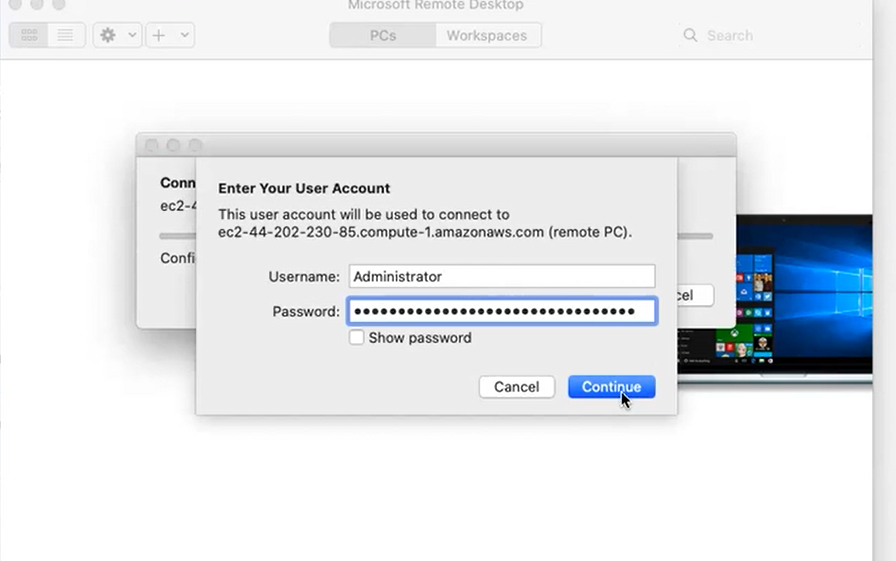 Microsoft Remote Desktop
PCs
Workspaces
Search
Conn
ec2-4
Confi
cel
Enter Your User Account
This user account will be used to connect to
ec2-44-202-230-85.compute-1.amazonaws.com (remote PC).
Username: Administrator
Password: ••••••••••••••••••••••••••••••••
Show password
Cancel
Continue